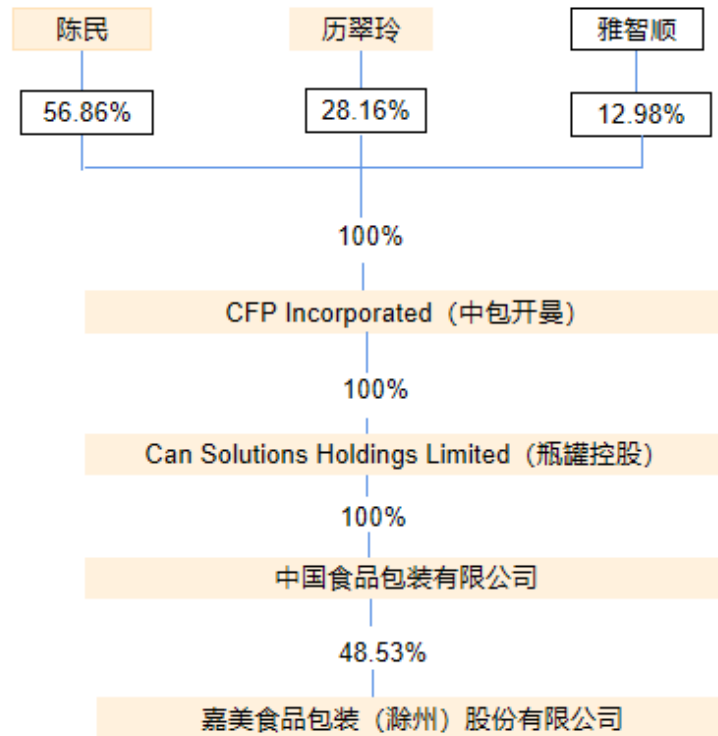 陈民
历翠玲
雅智顺
56.86%
28.16%
12.98%
100%
CFP Incorporated（中包开曼）
100%
Can Solutions Holdings Limited（瓶罐控股）
100%
中国食品包装有限公司
48.53%
嘉美食品包装（滁州）股份有限公司